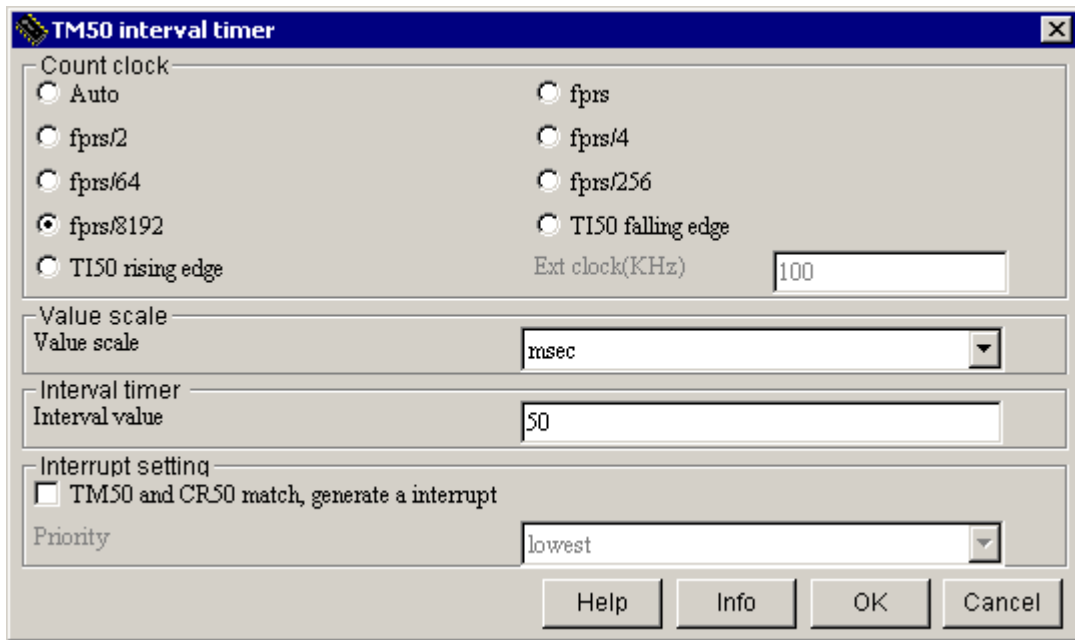 TM50 interval timer
Count clock
Auto
fprs
fprs/2
fprs/4
fprs/64
fprs/256
fprs/8192
TI50 falling edge
TI50 rising edge
Ext clock(KHz)
100
Value scale
Value scale
msec
Interval timer
Interval value
50
Interrupt setting
TM50 and CR50 match, generate a interrupt
Priority
lowest
Help
Info
OK
Cancel